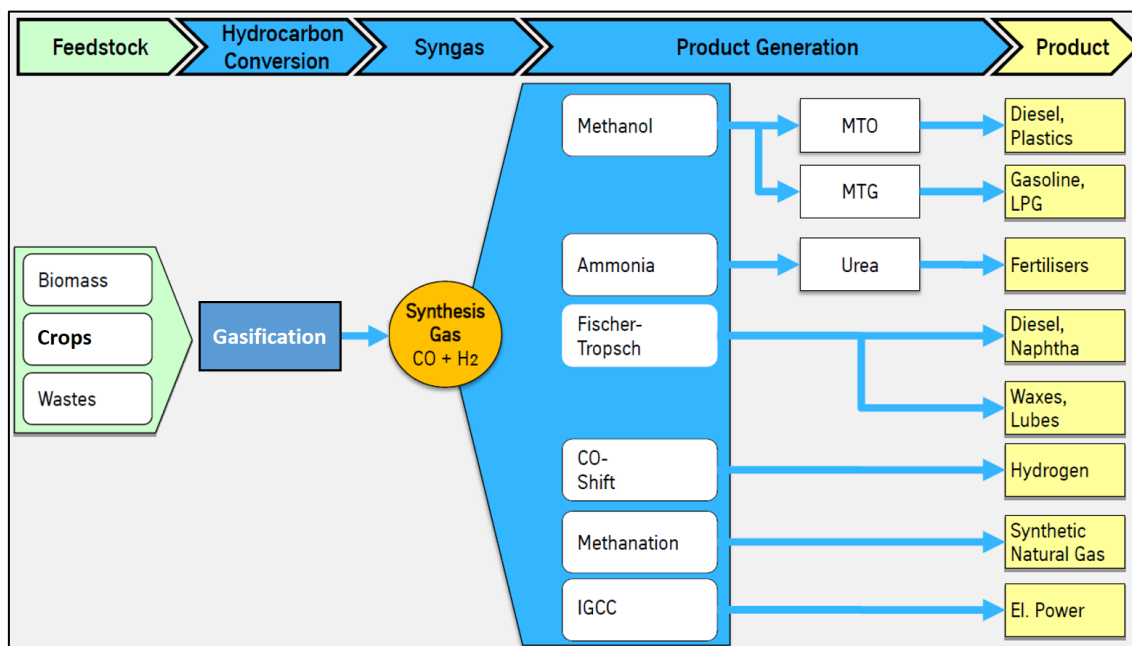 Feedstock
Hydrocarbon
Conversion
Syngas
Product Generation
Product
Biomass
Crops
Wastes
Gasification
Synthesis
Gas
CO + H2
Methanol
MTO
Diesel,
Plastics
MTG
Gasoline,
LPG
Ammonia
Urea
Fertilisers
Fischer-
Tropsch
Diesel,
Naphtha
Waxes,
Lubes
CO-
Shift
Hydrogen
Methanation
Synthetic
Natural Gas
IGCC
El. Power